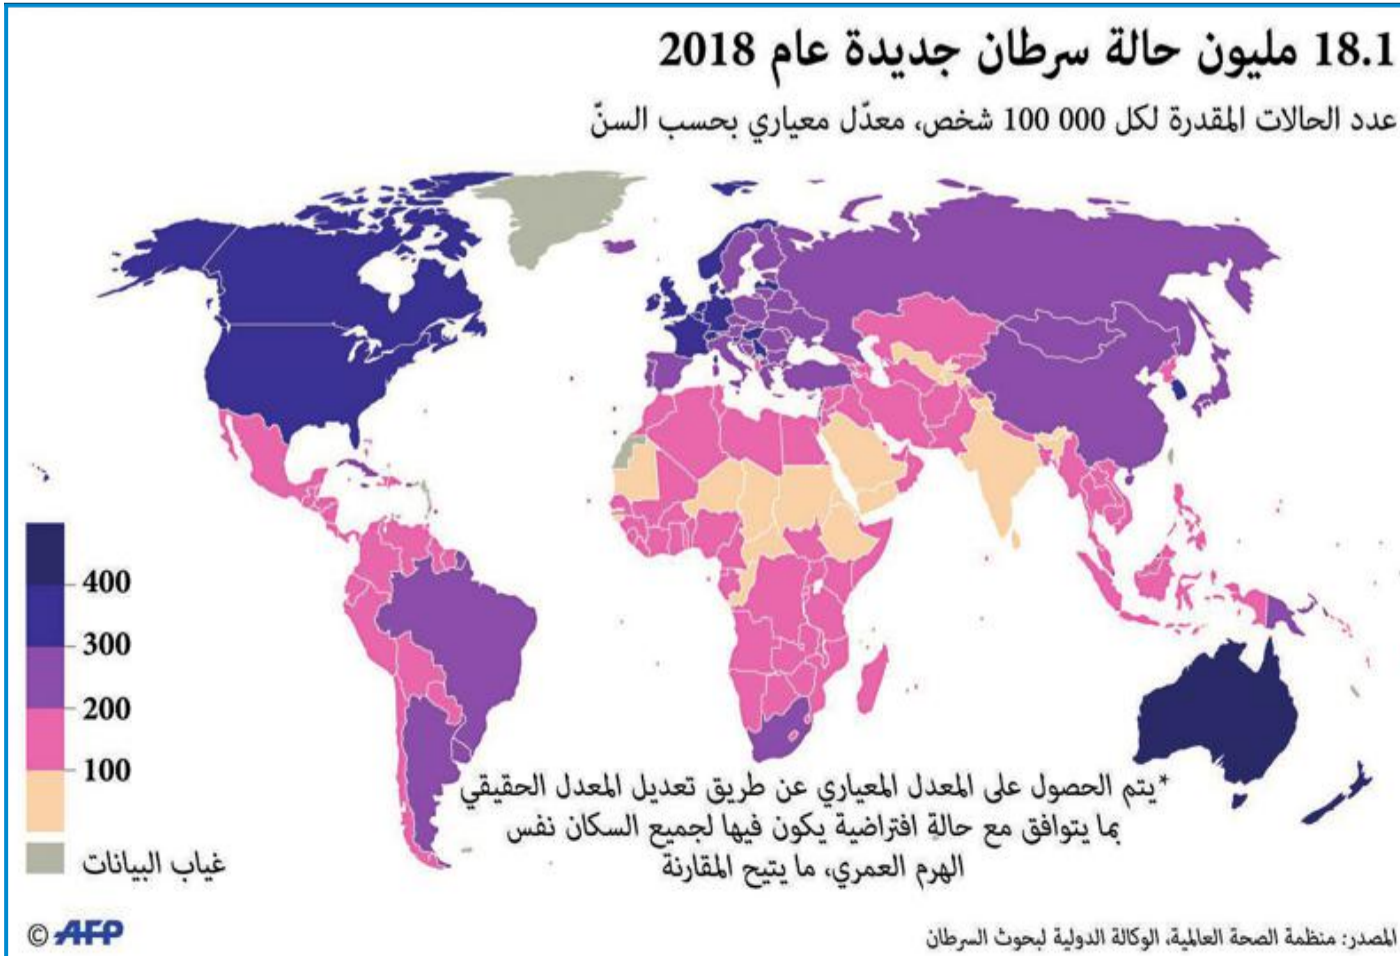 18.1 مليون حالة سرطان جديدة عام 2018
عدد الحالات المقدرة لكل 000 100 شخص، معدّل معياري بحسب السنّ
400
300
200
100
غياب البيانات
*يتم الحصول على المعدل المعياري عن طريق تعديل المعدل الحقيقي
بما يتوافق مع حالةٍ افتراضية يكون فيها لجميع السكان نفس
الهرم العمري، ما يتيح المقارنة
المصدر: منظمة الصحة العالمية، الوكالة الدولية لبحوث السرطان
© AFP